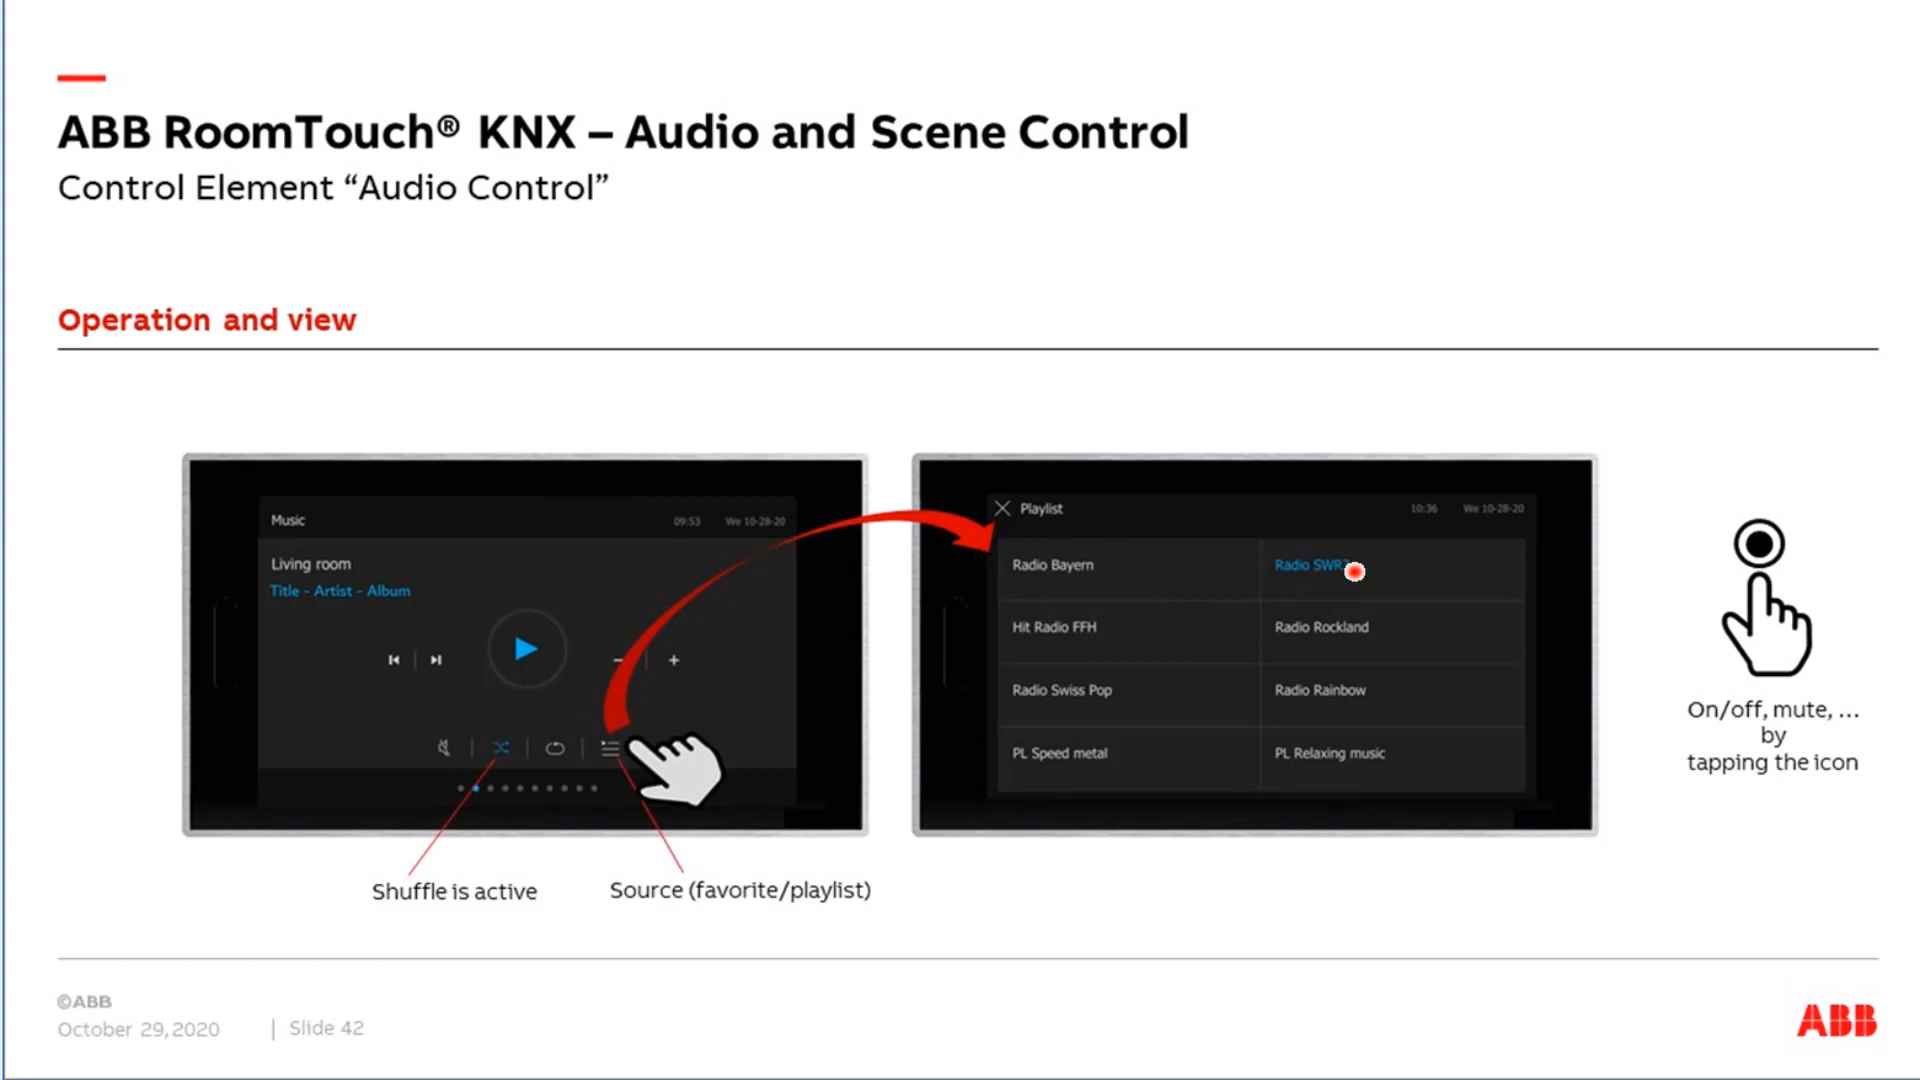 ABB RoomTouch® KNX – Audio and Scene Control
Control Element “Audio Control”
Operation and view
Music 09:53 We 10-28-20
Living room
Title - Artist - Album
Shuffle is active
Source (favorite/playlist)
Playlist 10:36 We 10-28-20
Radio Bayern Radio
Hit Radio FFH Radio Rockland
Radio Swiss Pop Radio Rainbow
PL Speed metal PL Relaxing music
On/off, mute, ...
by
tapping the icon
©ABB
October 29, 2020 | Slide 42
ABB